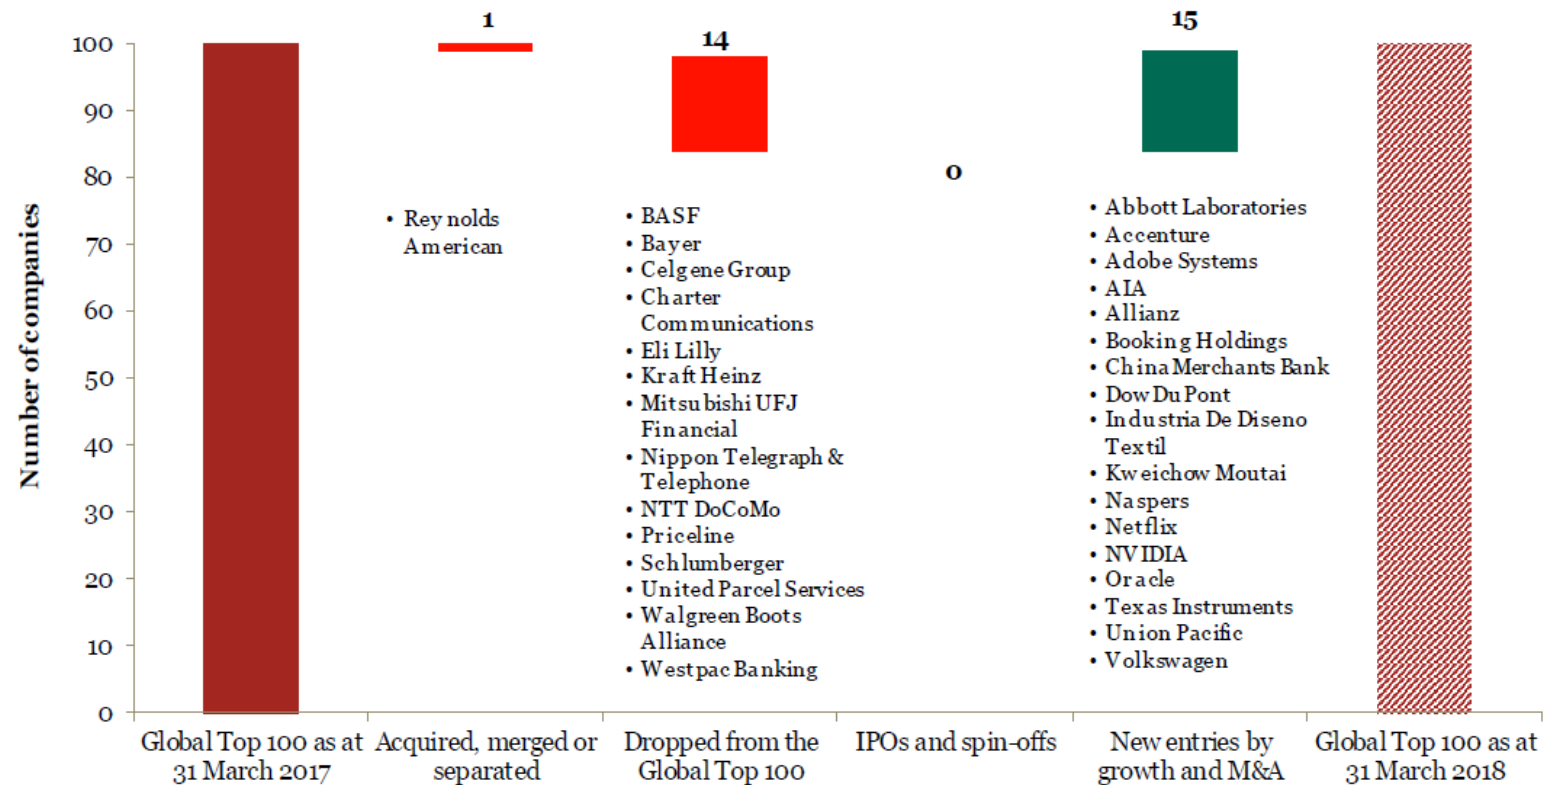 1
14
0
15
100
90
80
70
60
50
40
30
20
10
0
Number of companies
• Reynolds
American
• BASF
• Bayer
• Celgene Group
• Charter
Communications
• Eli Lilly
• Kraft Heinz
• Mitsubishi UFJ
Financial
• Nippon Telegraph &
Telephone
• NTT DoCoMo
• Priceline
• Schlumberger
• United Parcel Services
• Walgreen Boots
Alliance
• Westpac Banking
• Abbott Laboratories
• Accenture
• Adobe Systems
• AIA
• Allianz
• Booking Holdings
• China Merchants Bank
• Dow Du Pont
• Industria De Diseno
Textil
• Kweichow Moutai
• Naspers
• Netflix
• NVIDIA
• Oracle
• Texas Instruments
• Union Pacific
• Volkswagen
Global Top 100 as at
31 March 2017
Acquired, merged or
separated
Dropped from the
Global Top 100
IPOs and spin-offs
New entries by
growth and M&A
Global Top 100 as at
31 March 2018